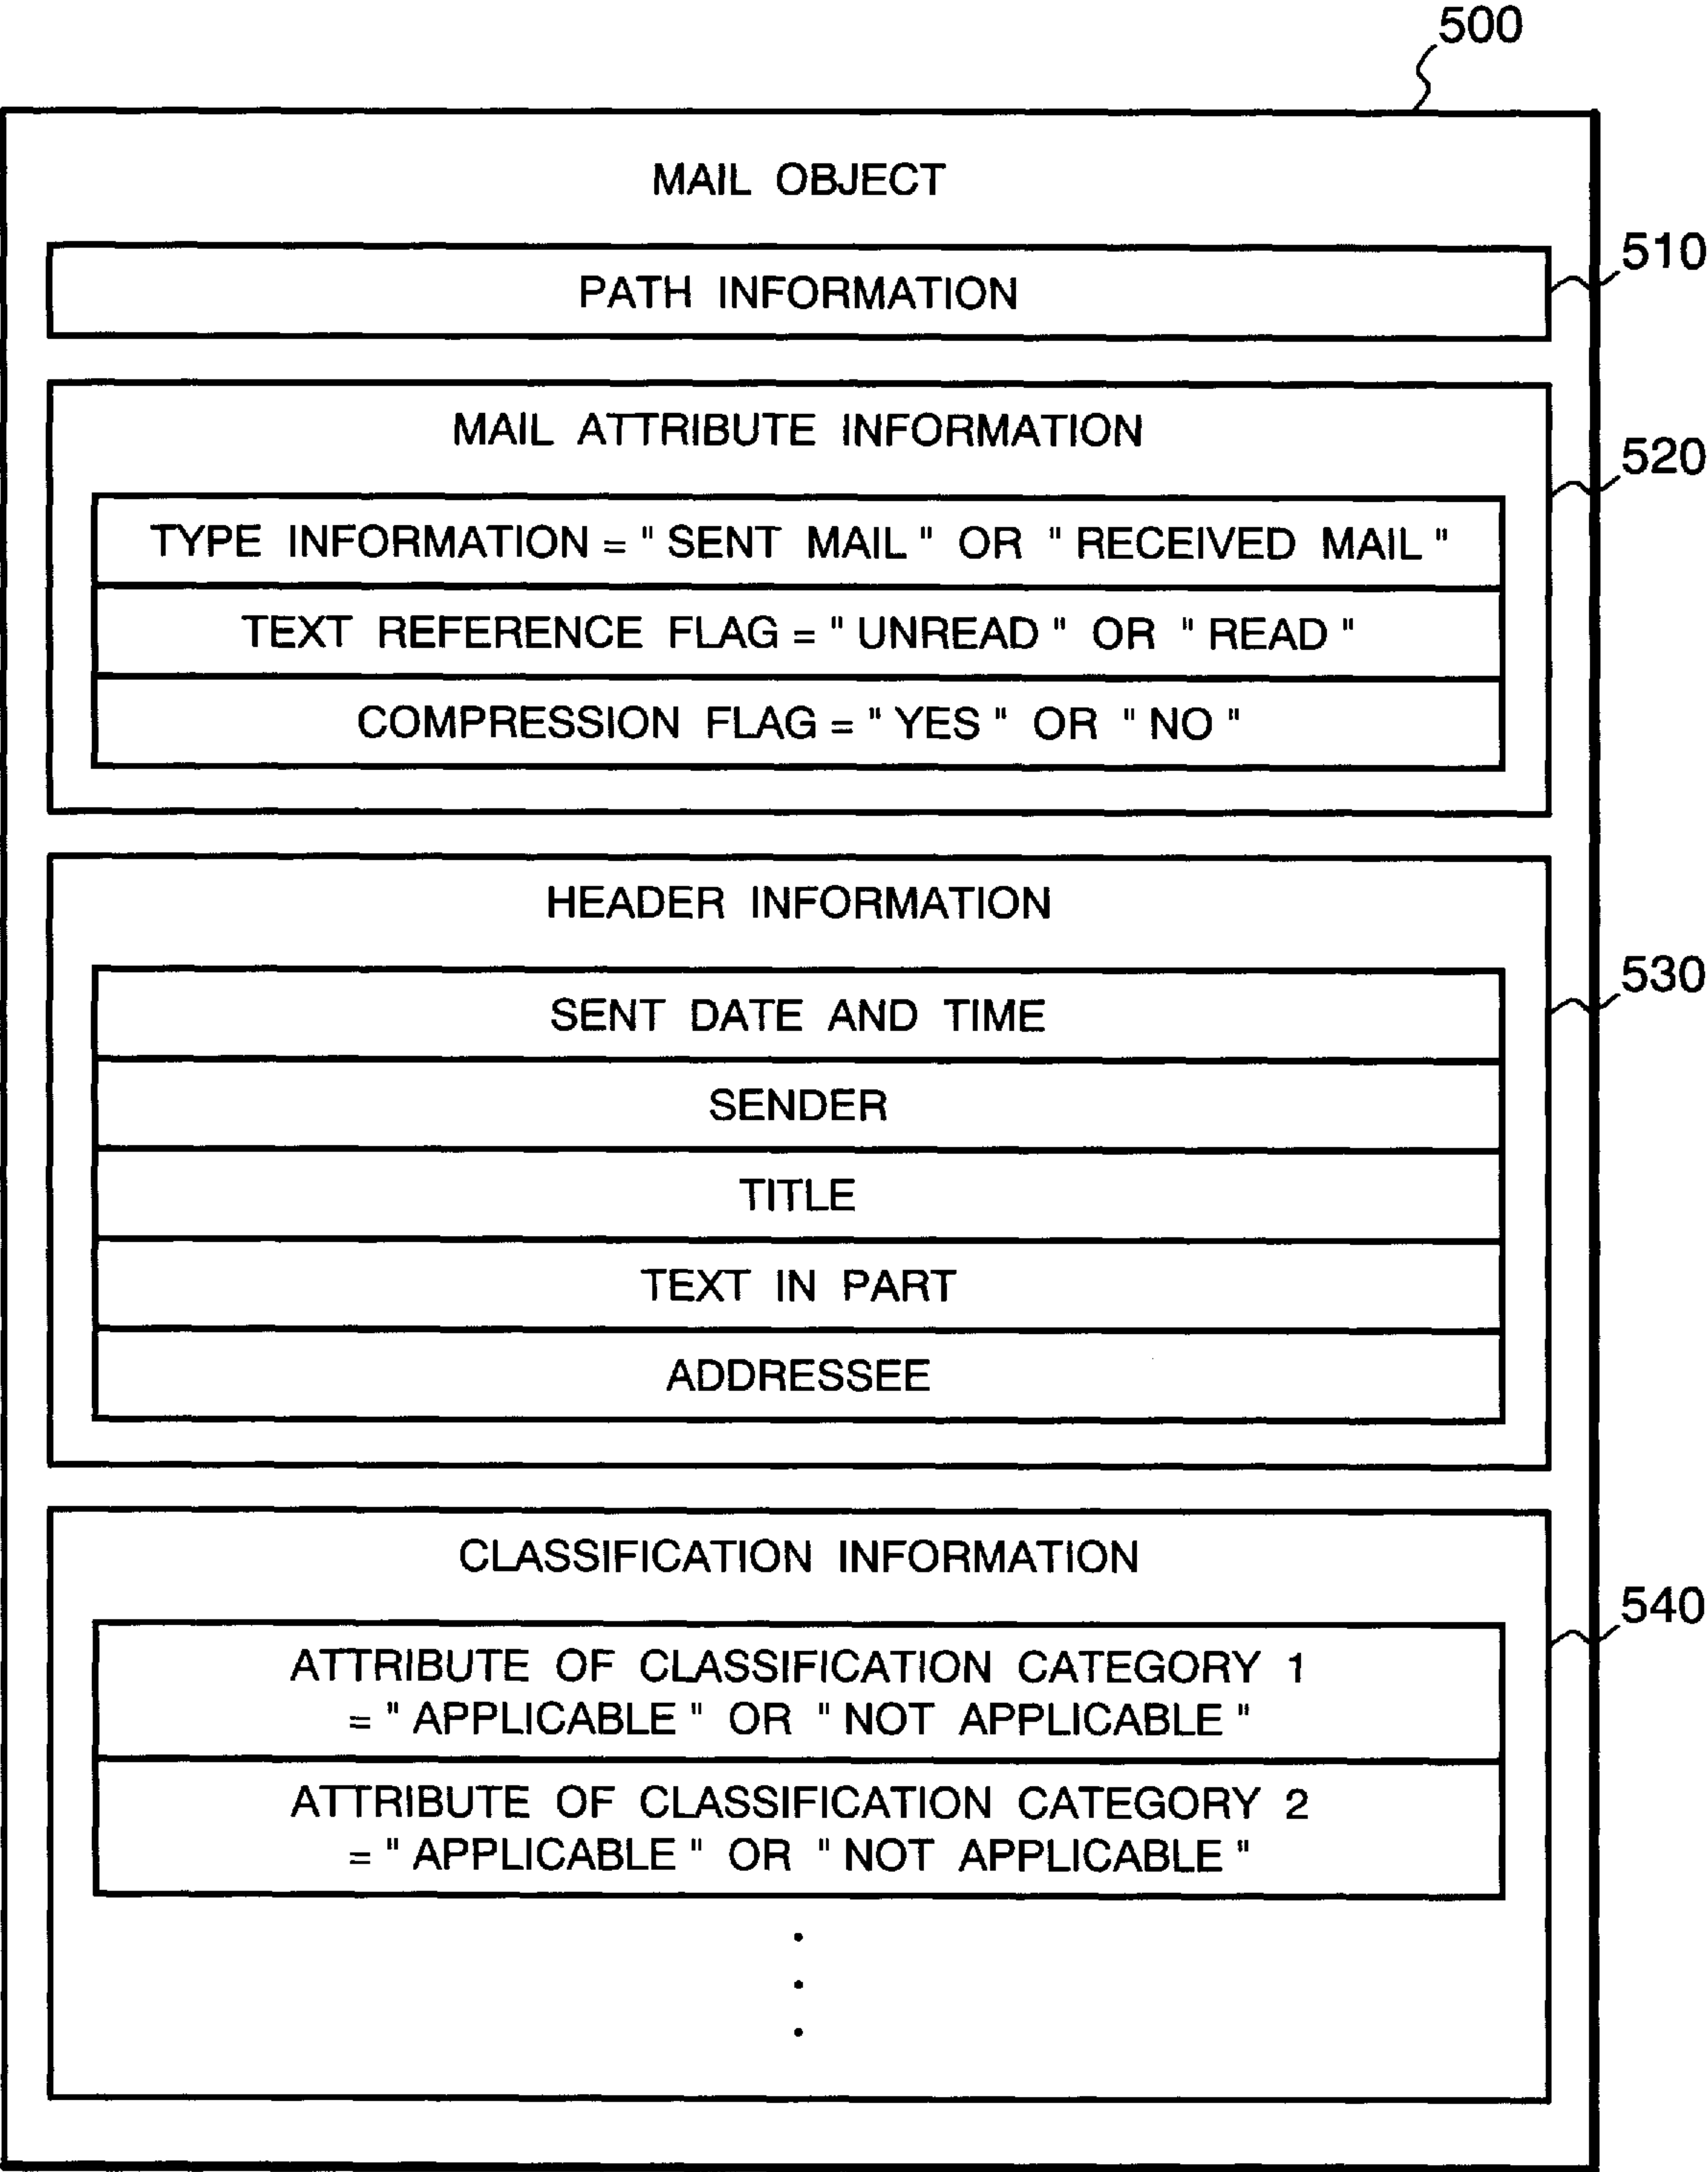 500
MAIL OBJECT
510
PATH INFORMATION
MAIL ATTRIBUTE INFORMATION
520
TYPE INFORMATION = "SENT MAIL" OR "RECEIVED MAIL"
TEXT REFERENCE FLAG = "UNREAD" OR "READ"
COMPRESSION FLAG = "YES" OR "NO"
HEADER INFORMATION
530
SENT DATE AND TIME
SENDER
TITLE
TEXT IN PART
ADDRESSEE
CLASSIFICATION INFORMATION
540
ATTRIBUTE OF CLASSIFICATION CATEGORY 1
= "APPLICABLE" OR "NOT APPLICABLE"
ATTRIBUTE OF CLASSIFICATION CATEGORY 2
= "APPLICABLE" OR "NOT APPLICABLE"